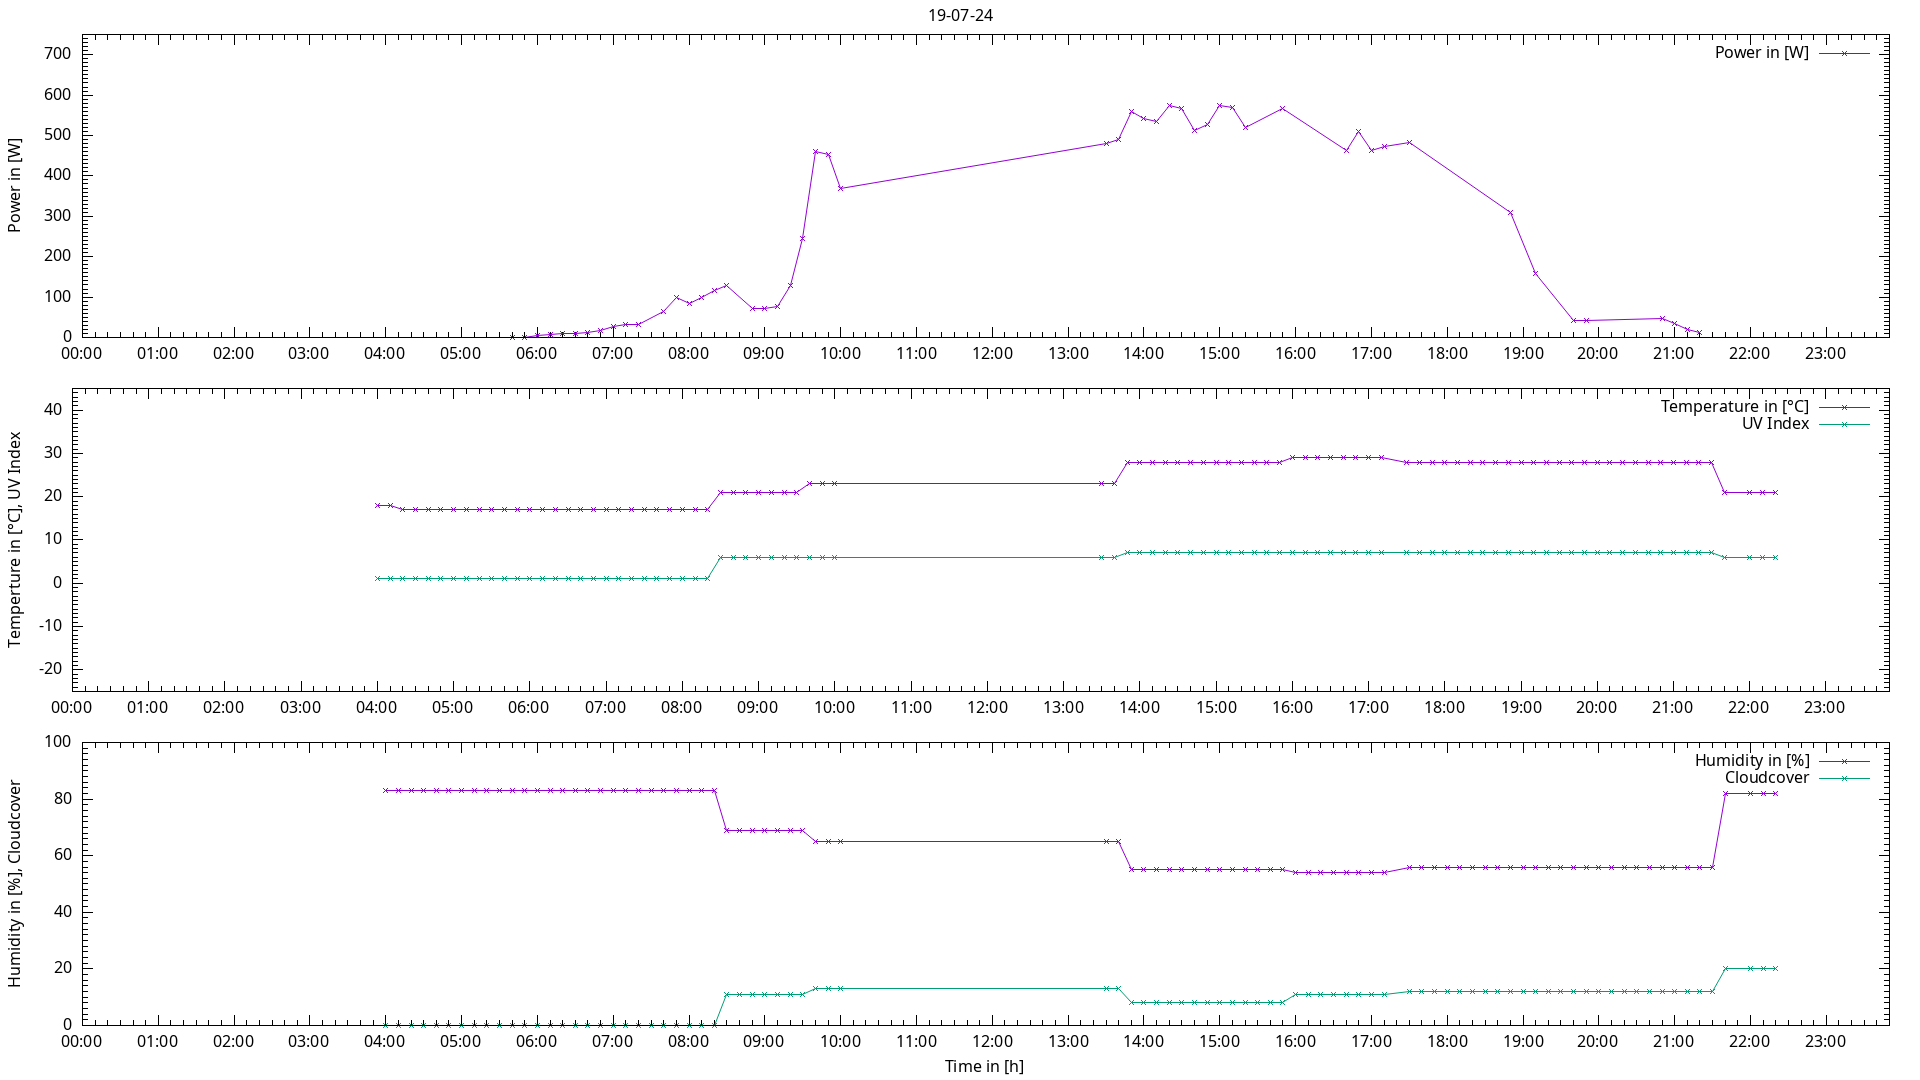 19-07-24
Power in [W]
Power in [W]
700
600
500
400
300
200
100
0
00:00 01:00 02:00 03:00 04:00 05:00 06:00 07:00 08:00 09:00 10:00 11:00 12:00 13:00 14:00 15:00 16:00 17:00 18:00 19:00 20:00 21:00 22:00 23:00
Temperture in [°C], UV Index
Temperature in [°C]
UV Index
40
30
20
10
0
-10
-20
00:00 01:00 02:00 03:00 04:00 05:00 06:00 07:00 08:00 09:00 10:00 11:00 12:00 13:00 14:00 15:00 16:00 17:00 18:00 19:00 20:00 21:00 22:00 23:00
Humidity in [%], Cloudcover
Humidity in [%]
Cloudcover
100
80
60
40
20
0
00:00 01:00 02:00 03:00 04:00 05:00 06:00 07:00 08:00 09:00 10:00 11:00 12:00 13:00 14:00 15:00 16:00 17:00 18:00 19:00 20:00 21:00 22:00 23:00
Time in [h]